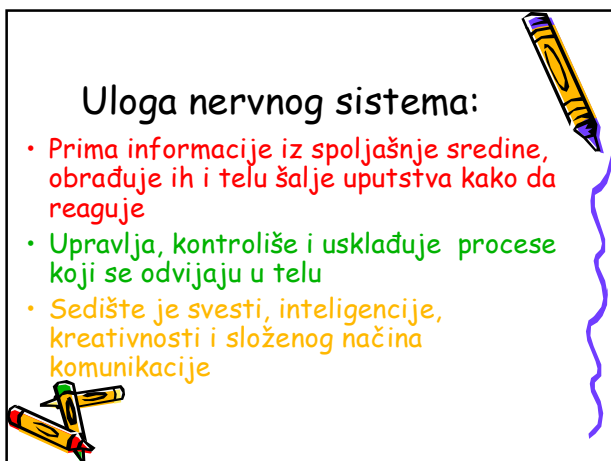 Uloga nervnog sistema:
• Prima informacije iz spoljašnje sredine,
obrađuje ih i telu šalje uputstva kako da
reaguje
• Upravlja, kontroliše i usklađuje procese
koji se odvijaju u telu
• Sedište je svesti, inteligencije,
kreativnosti i složenog načina
komunikacije